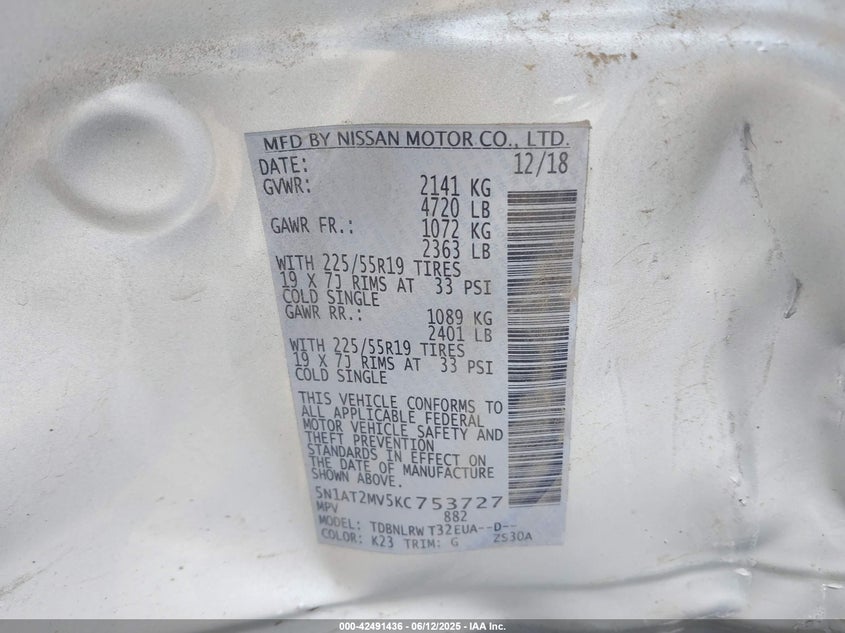 MFD BY NISSAN MOTOR CO., LTD.
DATE: 12/18
GVWR: 2141 KG
4720 LB
GAWR FR.: 1072 KG
2363 LB
WITH 225/55R19 TIRES
19 X 7J RIMS AT 33 PSI
COLD SINGLE
GAWR RR.: 1089 KG
2401 LB
WITH 225/55R19 TIRES
19 X 7J RIMS AT 33 PSI
COLD SINGLE
THIS VEHICLE CONFORMS TO
ALL APPLICABLE FEDERAL
MOTOR VEHICLE SAFETY AND
THEFT PREVENTION
STANDARDS IN EFFECT ON
THE DATE OF MANUFACTURE
SHOWN ABOVE.
5N1AT2MV5KC753727
MPV 882
MODEL: TDBNLRW T32EUA--D--
COLOR: K23 TRIM: G ZS30A
000-42491436 - 06/12/2025 - IAA Inc.